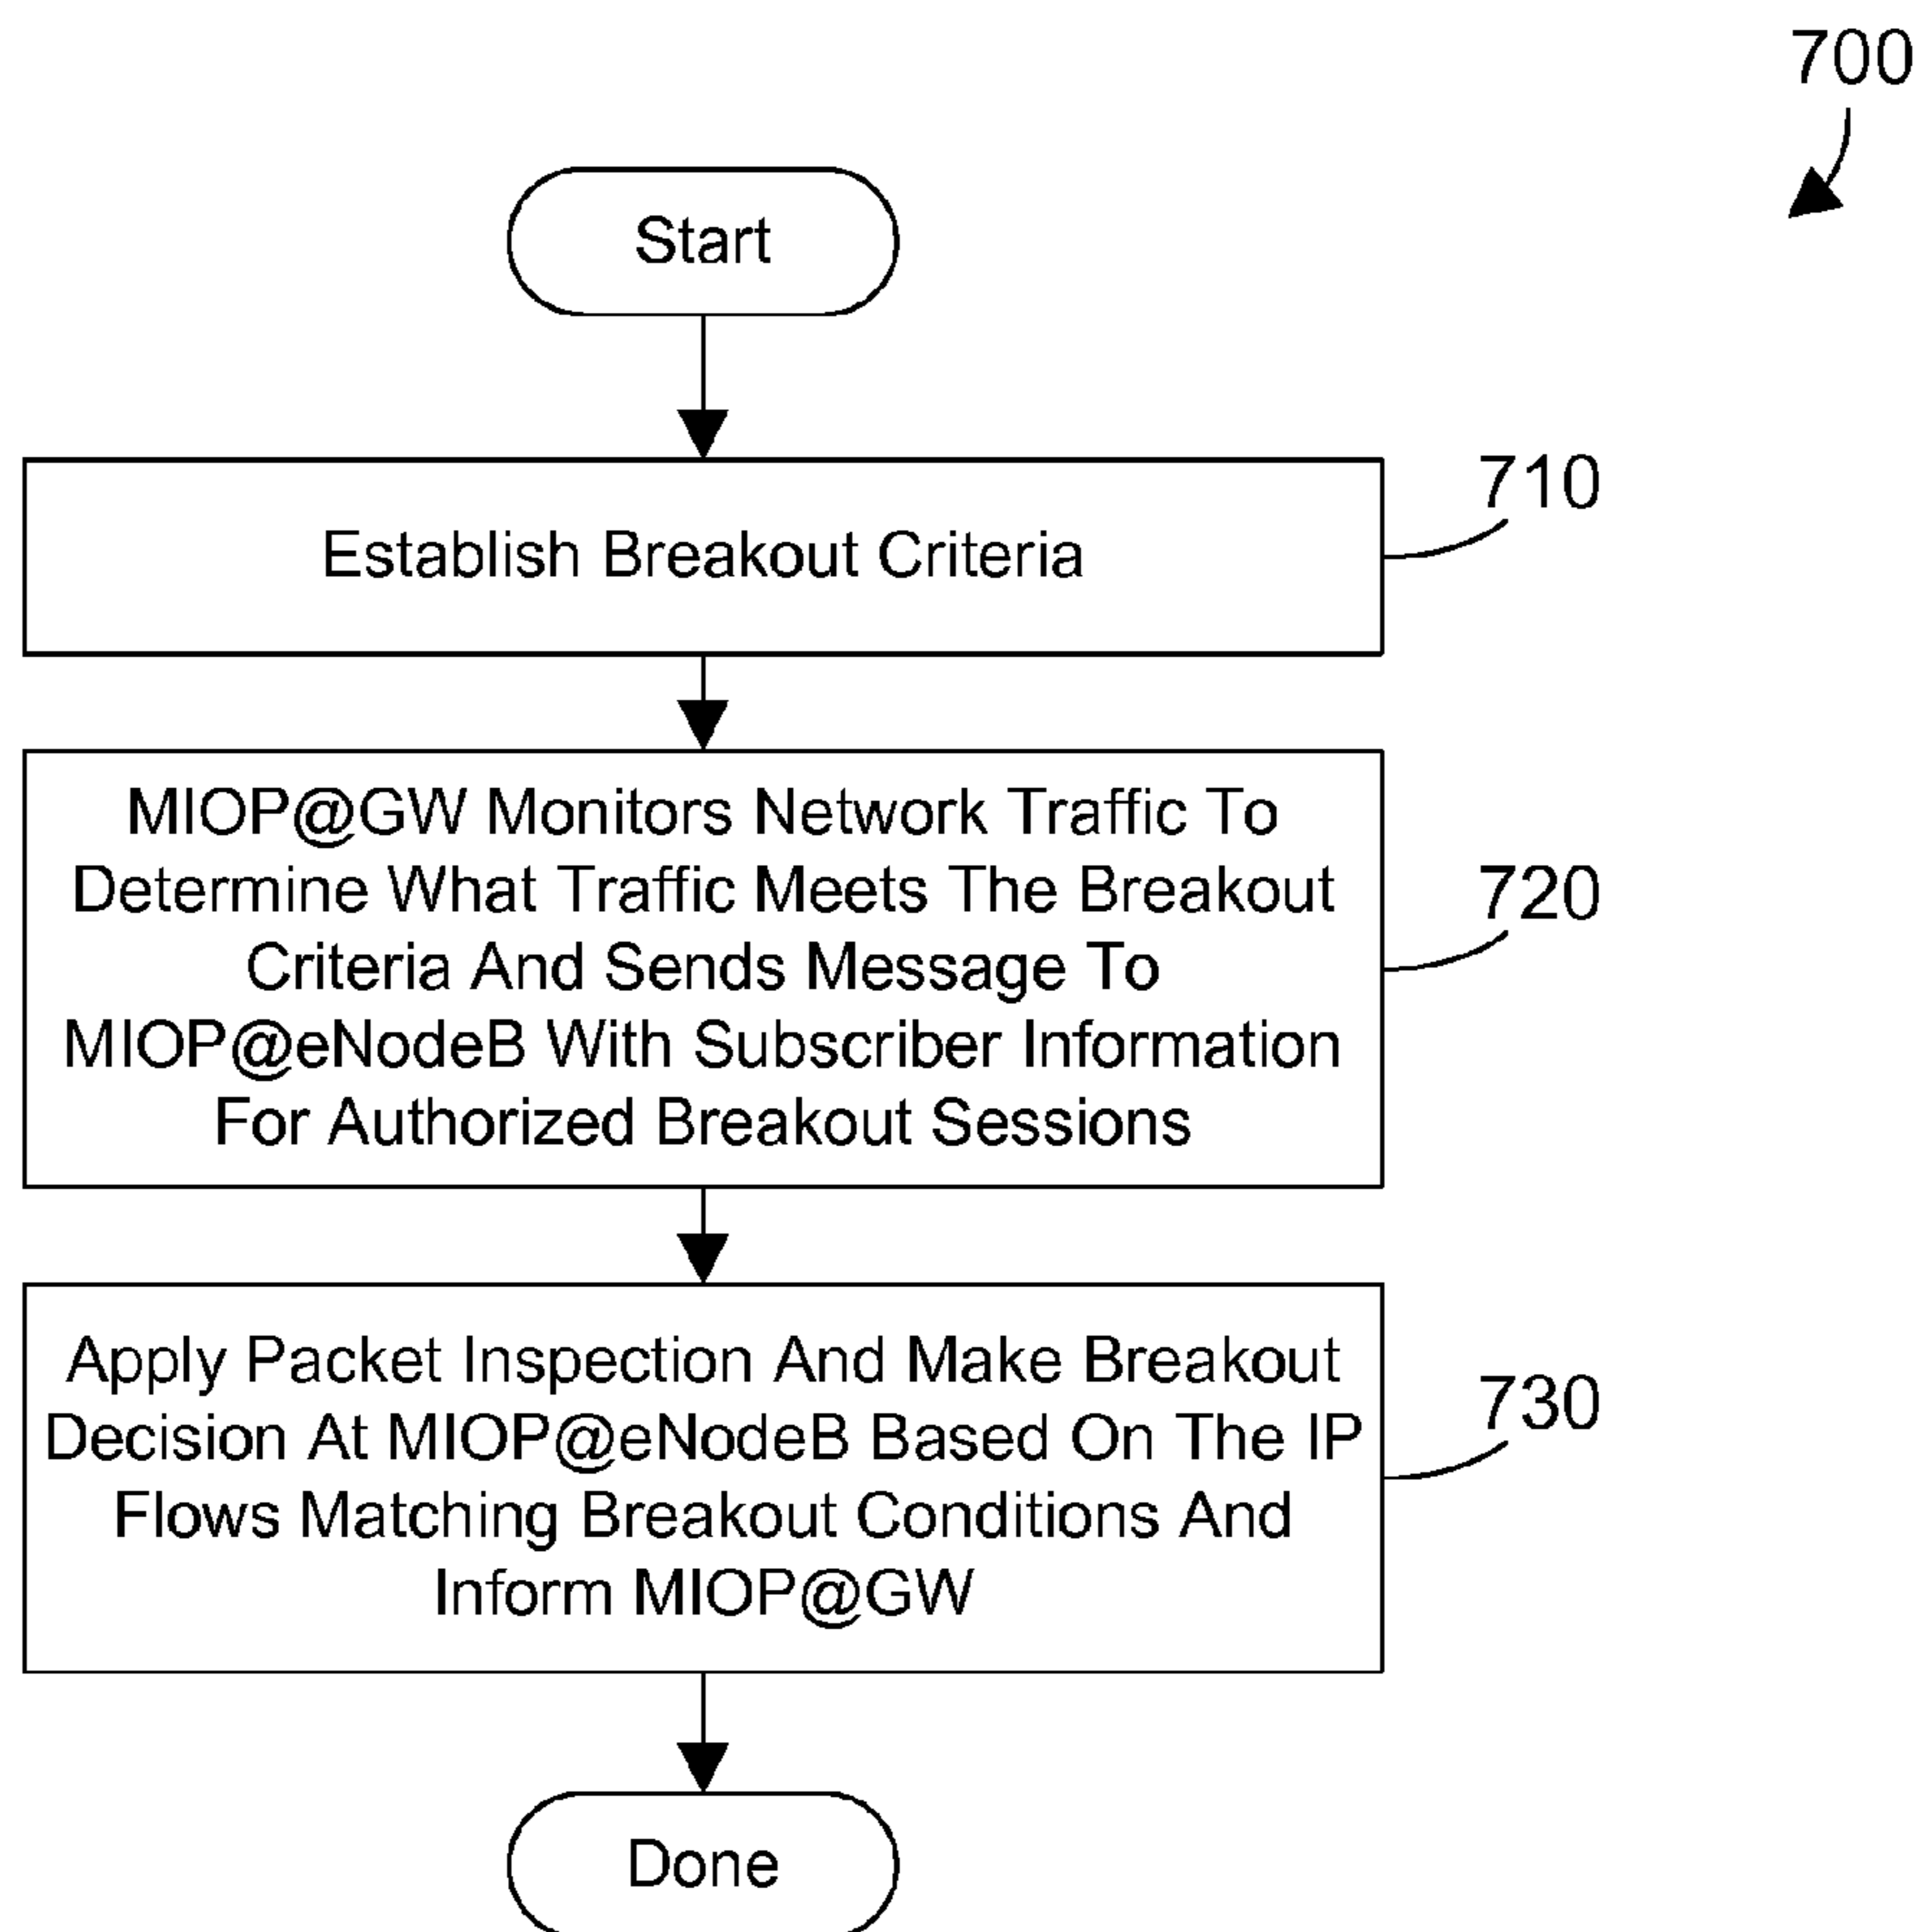 700
Start
Establish Breakout Criteria
710
MIOP@GW Monitors Network Traffic To
Determine What Traffic Meets The Breakout
Criteria And Sends Message To
MIOP@eNodeB With Subscriber Information
For Authorized Breakout Sessions
720
Apply Packet Inspection And Make Breakout
Decision At MIOP@eNodeB Based On The IP
Flows Matching Breakout Conditions And
Inform MIOP@GW
730
Done